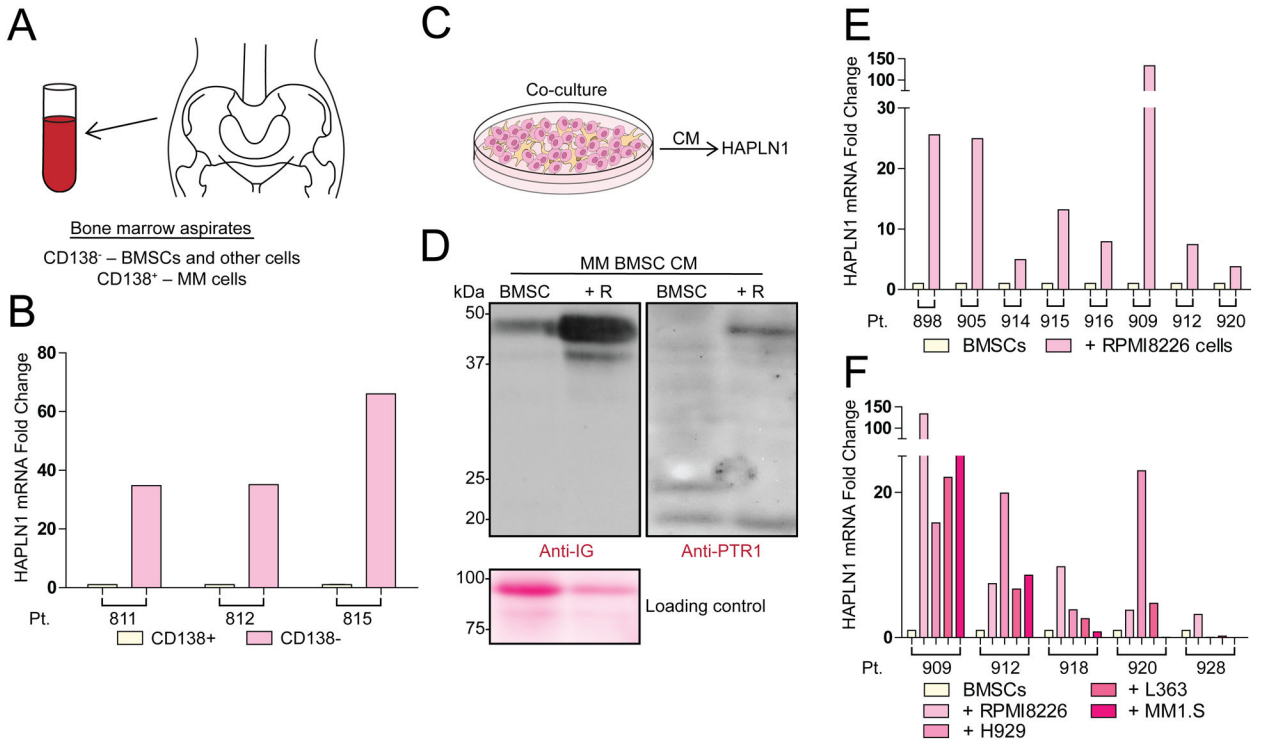 A
Bone marrow aspirates
CD138- – BMSCs and other cells
CD138+ – MM cells
B
HAPLN1 mRNA Fold Change
80
60
40
20
0
Pt.
811
812
815
CD138+
CD138-
C
Co-culture
CM
HAPLN1
D
MM BMSC CM
kDa
BMSC
+ R
BMSC
+ R
50
37
25
20
Anti-IG
Anti-PTR1
100
75
Loading control
E
HAPLN1 mRNA Fold Change
150
100
30
20
10
0
Pt.
898
905
914
915
916
909
912
920
BMSCs
+ RPMI8226 cells
F
HAPLN1 mRNA Fold Change
150
100
20
0
Pt.
909
912
918
920
928
BMSCs
+ RPMI8226
+ H929
+ L363
+ MM1.S